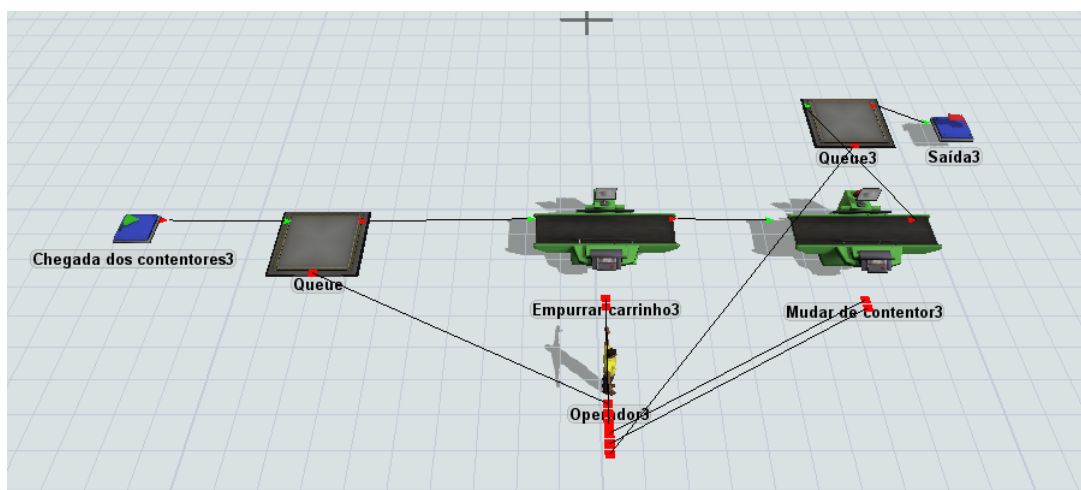 Queue3
Saída3
Chegada dos contentores3
Queue
Empurrar carrinho3
Mudar de contentor3
Operador3